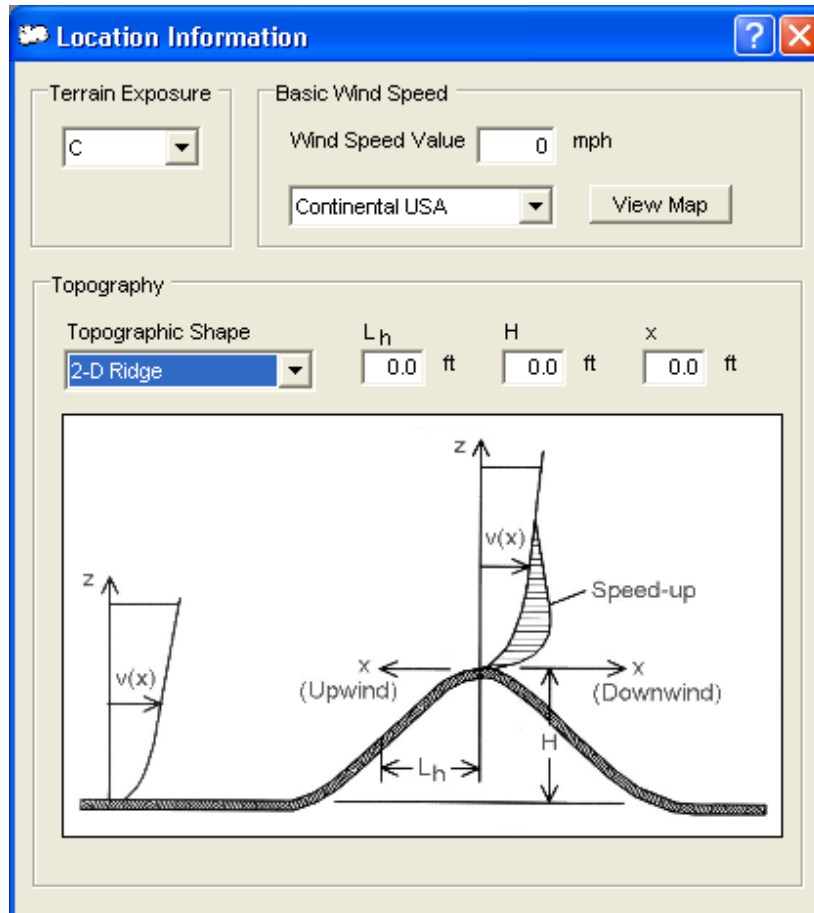 Location Information
Terrain Exposure
C
Basic Wind Speed
Wind Speed Value 0 mph
Continental USA View Map
Topography
Topographic Shape Lh H x
2-D Ridge 0.0 ft 0.0 ft 0.0 ft
z
v(x)
Speed-up
z
x x
(Upwind) (Downwind)
v(x)
H
Lh